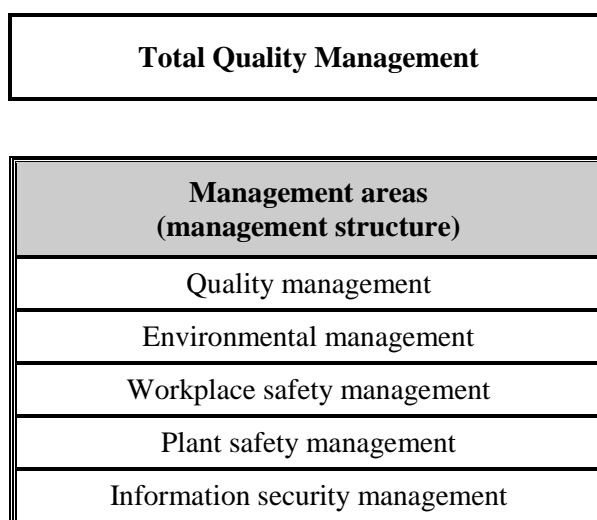 Total Quality Management
Management areas
(management structure)
Quality management
Environmental management
Workplace safety management
Plant safety management
Information security management